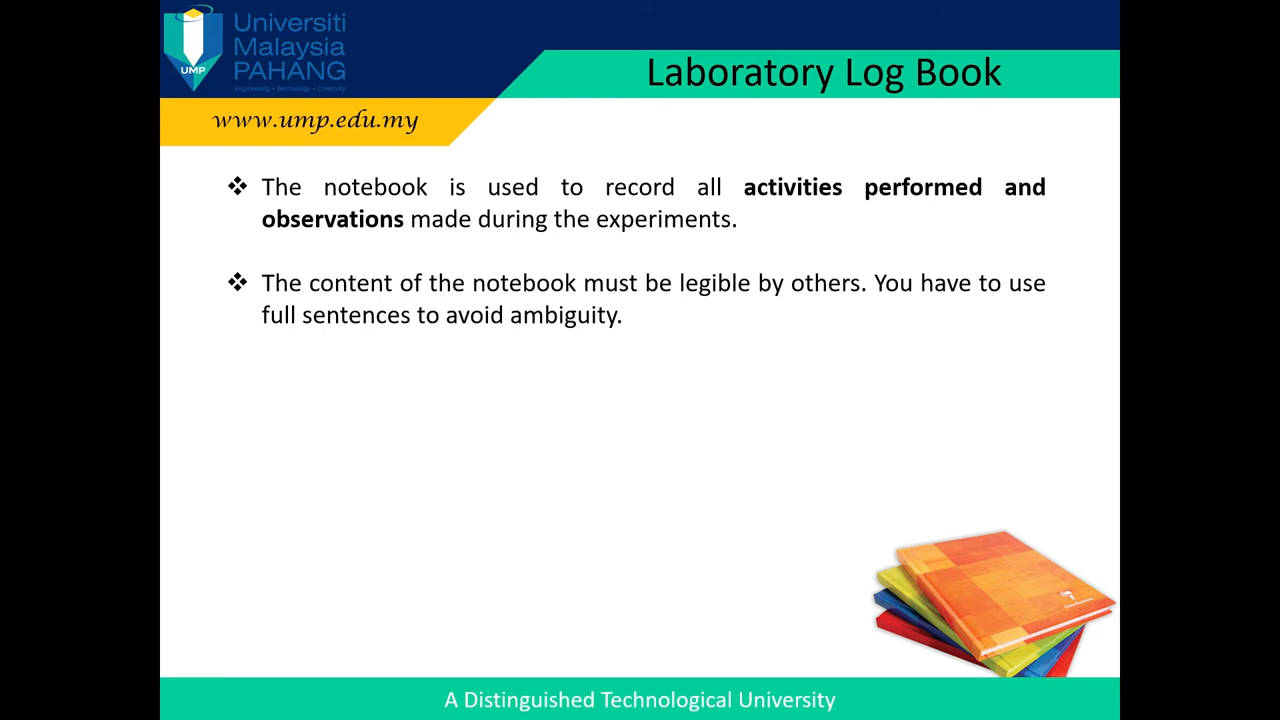 Universiti
Malaysia
PAHANG
Engineering • Technology • Creativity
UMP
Laboratory Log Book
www.ump.edu.my
❖ The notebook is used to record all activities performed and
observations made during the experiments.
❖ The content of the notebook must be legible by others. You have to use
full sentences to avoid ambiguity.
A Distinguished Technological University